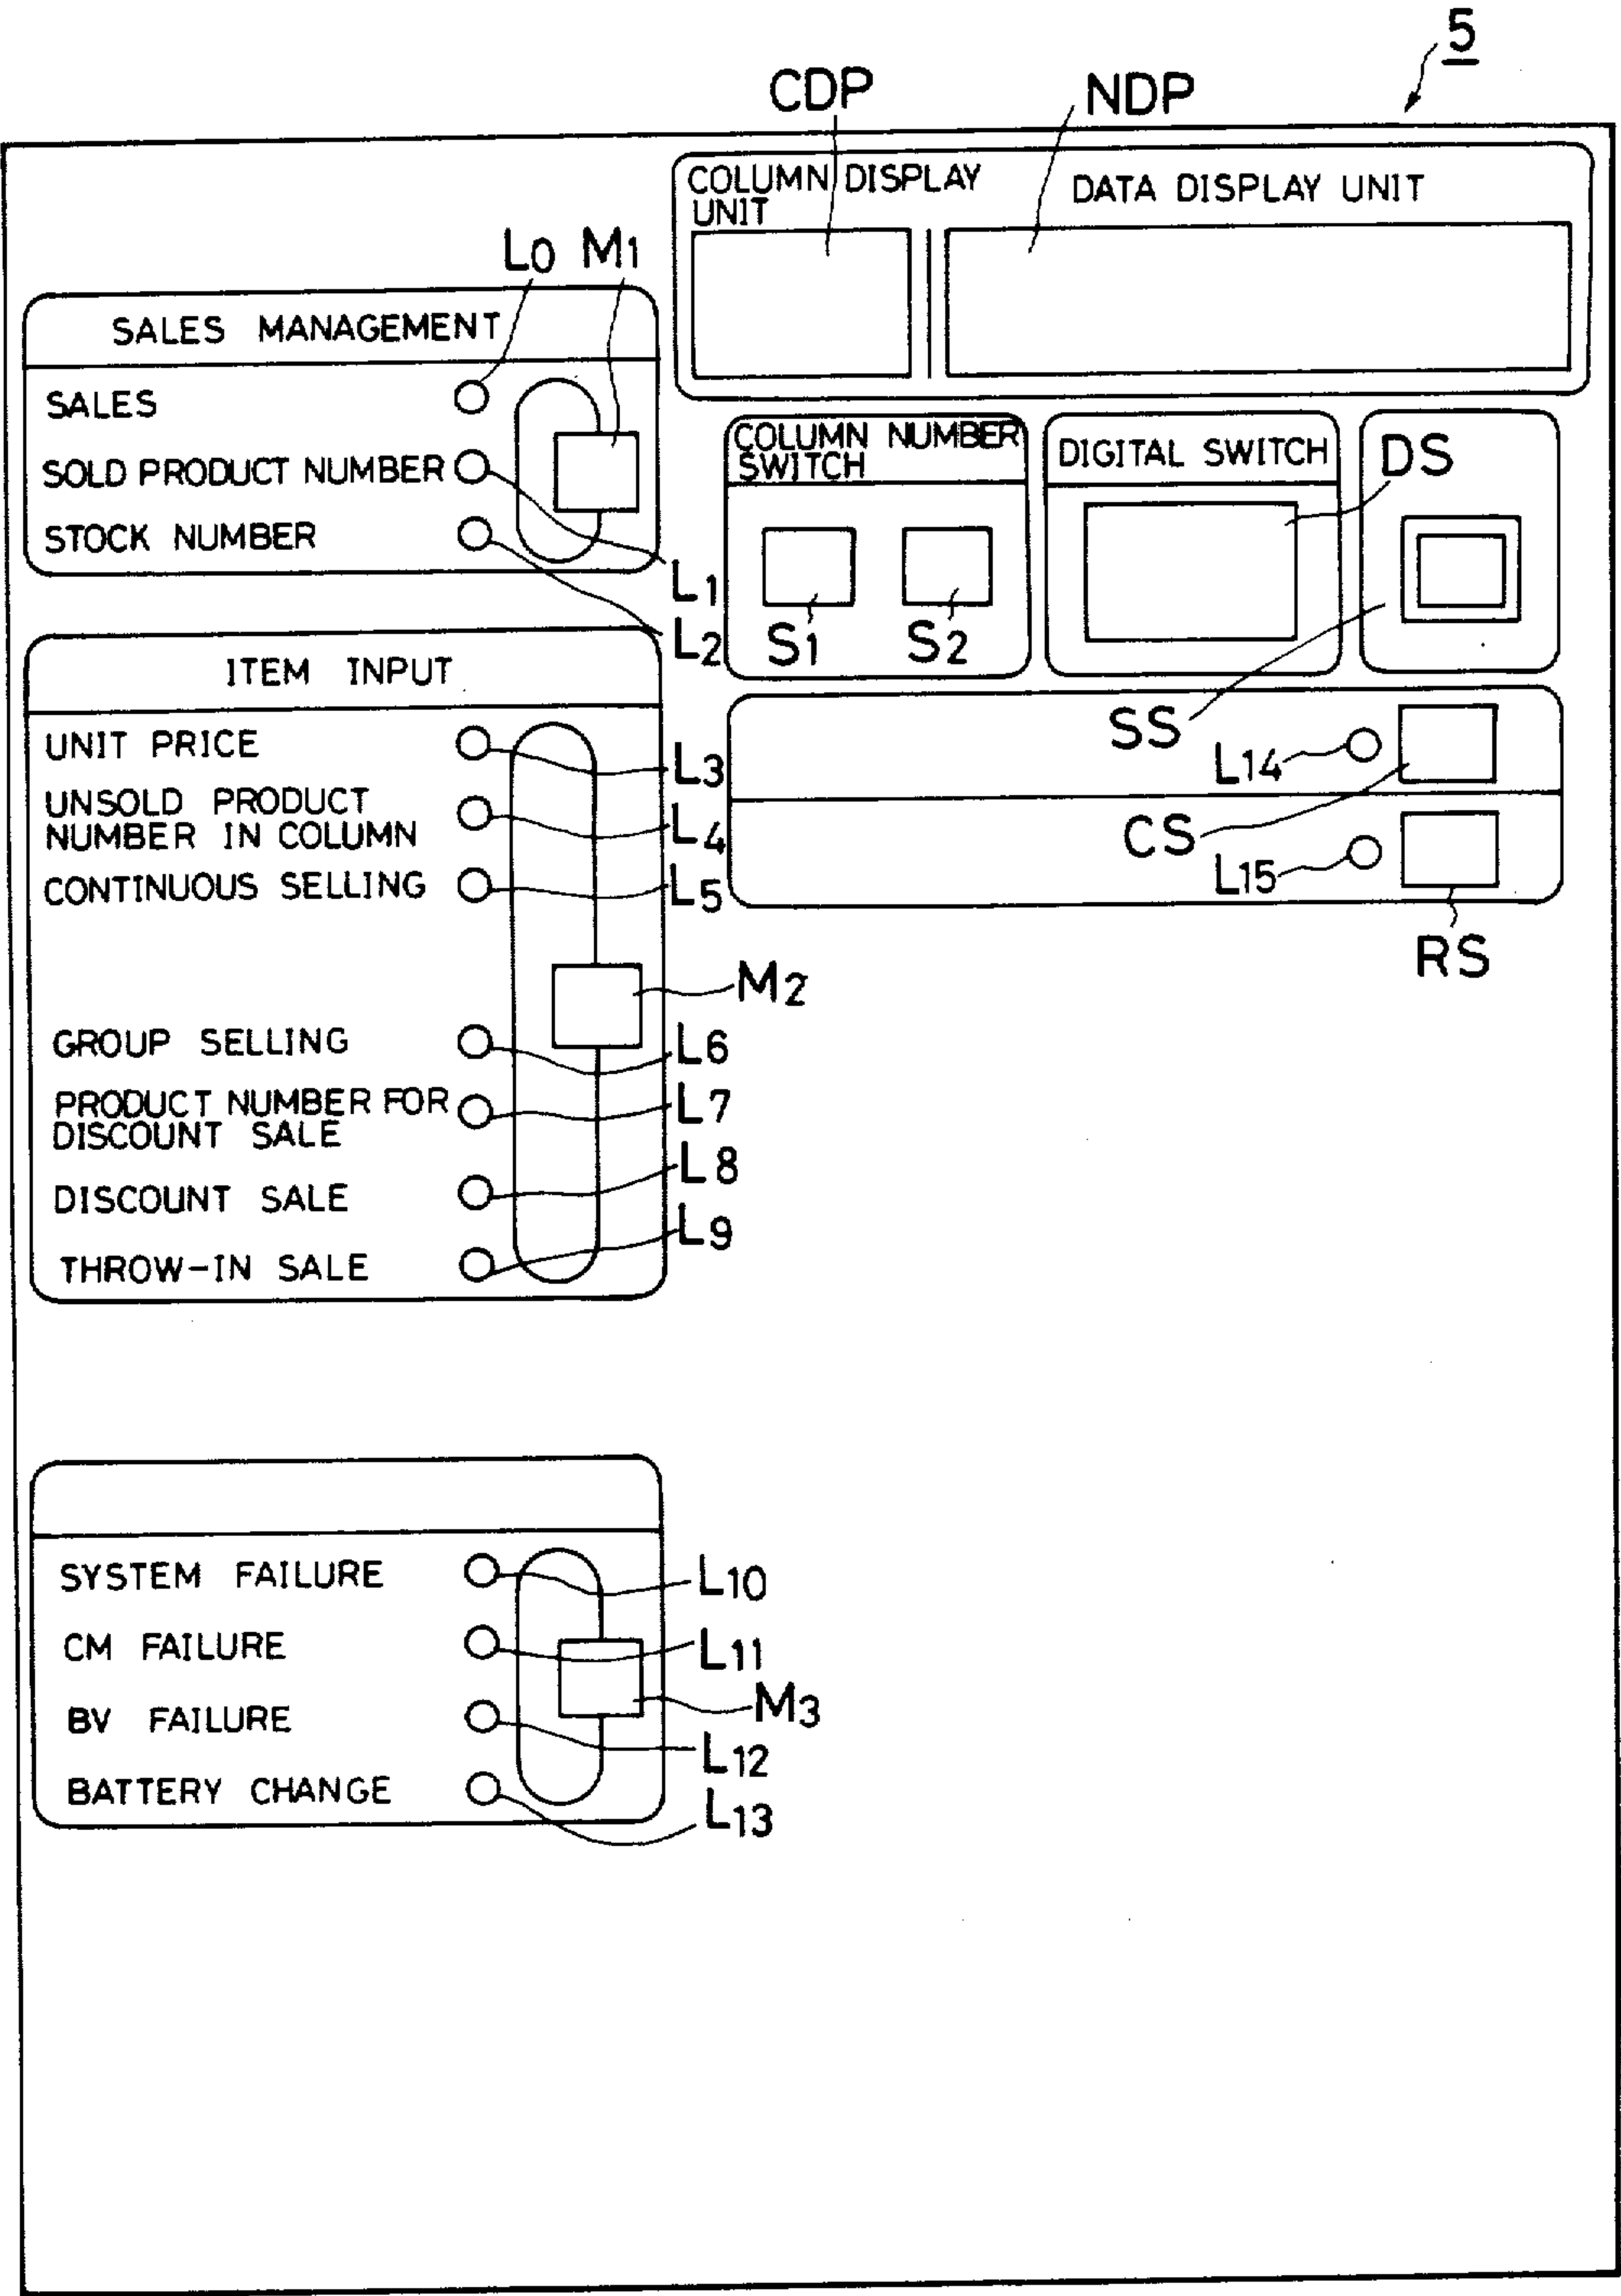 5
CDP
NDP
COLUMN DISPLAY
UNIT
DATA DISPLAY UNIT
L0 M1
SALES MANAGEMENT
SALES
SOLD PRODUCT NUMBER
STOCK NUMBER
L1
L2
COLUMN NUMBER
SWITCH
S1 S2
DIGITAL SWITCH
DS
SS
ITEM INPUT
UNIT PRICE
L3
UNSOLD PRODUCT
NUMBER IN COLUMN
L4
CONTINUOUS SELLING
L5
L14
CS
L15
RS
M2
GROUP SELLING
L6
PRODUCT NUMBER FOR
DISCOUNT SALE
L7
DISCOUNT SALE
L8
THROW-IN SALE
L9
SYSTEM FAILURE
L10
CM FAILURE
L11
M3
BV FAILURE
L12
BATTERY CHANGE
L13